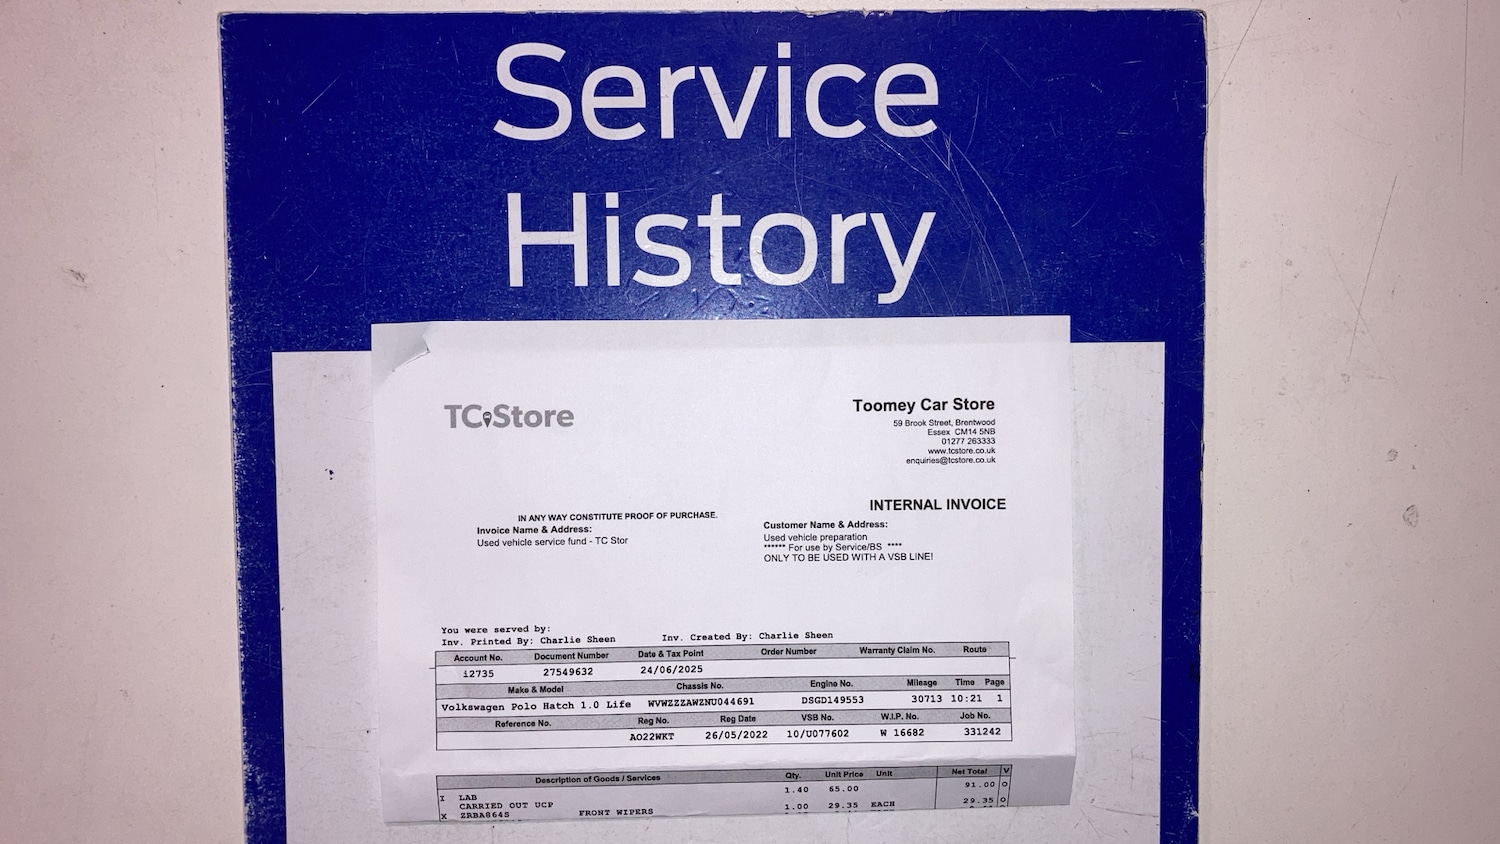 Service
History
TC Store
Toomey Car Store
59 Brook Street, Brentwood
Essex CM14 5NB
01277 263333
www.tcstore.co.uk
enquiries@tcstore.co.uk
INTERNAL INVOICE
IN ANY WAY CONSTITUTE PROOF OF PURCHASE.
Invoice Name & Address:
Used vehicle service fund - TC Stor
Customer Name & Address:
Used vehicle preparation
****** For use by Service/BS ****
ONLY TO BE USED WITH A VSB LINE!
You were served by:
Inv. Printed By: Charlie Sheen Inv. Created By: Charlie Sheen
Account No. Document Number Date & Tax Point Order Number Warranty Claim No. Route
i2735 27549632 24/06/2025
Make & Model Chassis No. Engine No. Mileage Time Page
Volkswagen Polo Hatch 1.0 Life WVWZZZAWZNU044691 DSGD149553 30713 10:21 1
Reference No. Reg No. Reg Date VSB No. W.I.P. No. Job No.
AO22WKT 26/05/2022 10/U077602 W 16682 331242
Description of Goods / Services Qty. Unit Price Unit Net Total V
I LAB 1.40 65.00 91.00 0
CARRIED OUT UCP
X ZRBA864S FRONT WIPERS 1.00 29.35 EACH 29.35 0